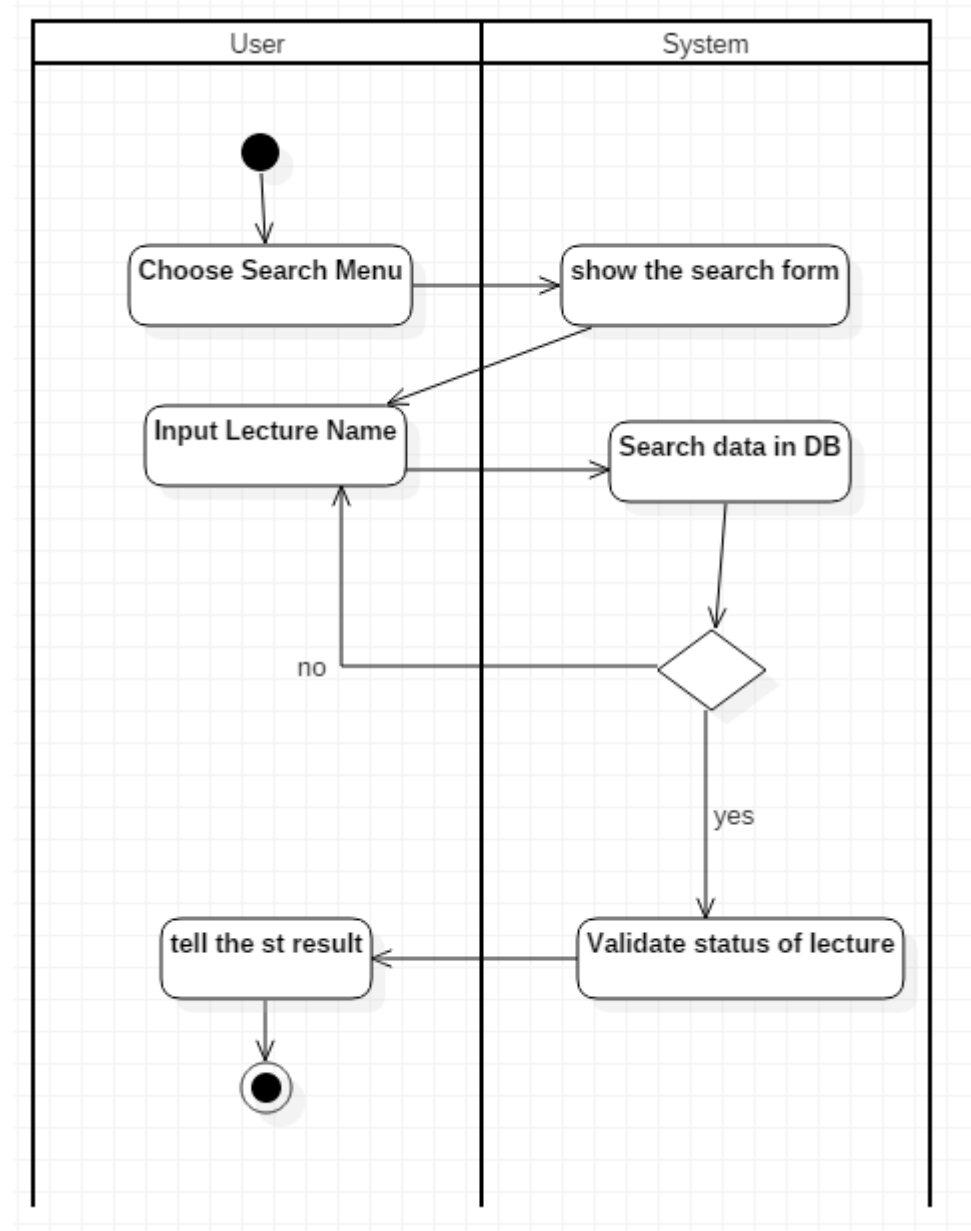 User
System
Choose Search Menu
show the search form
Input Lecture Name
Search data in DB
no
yes
tell the st result
Validate status of lecture